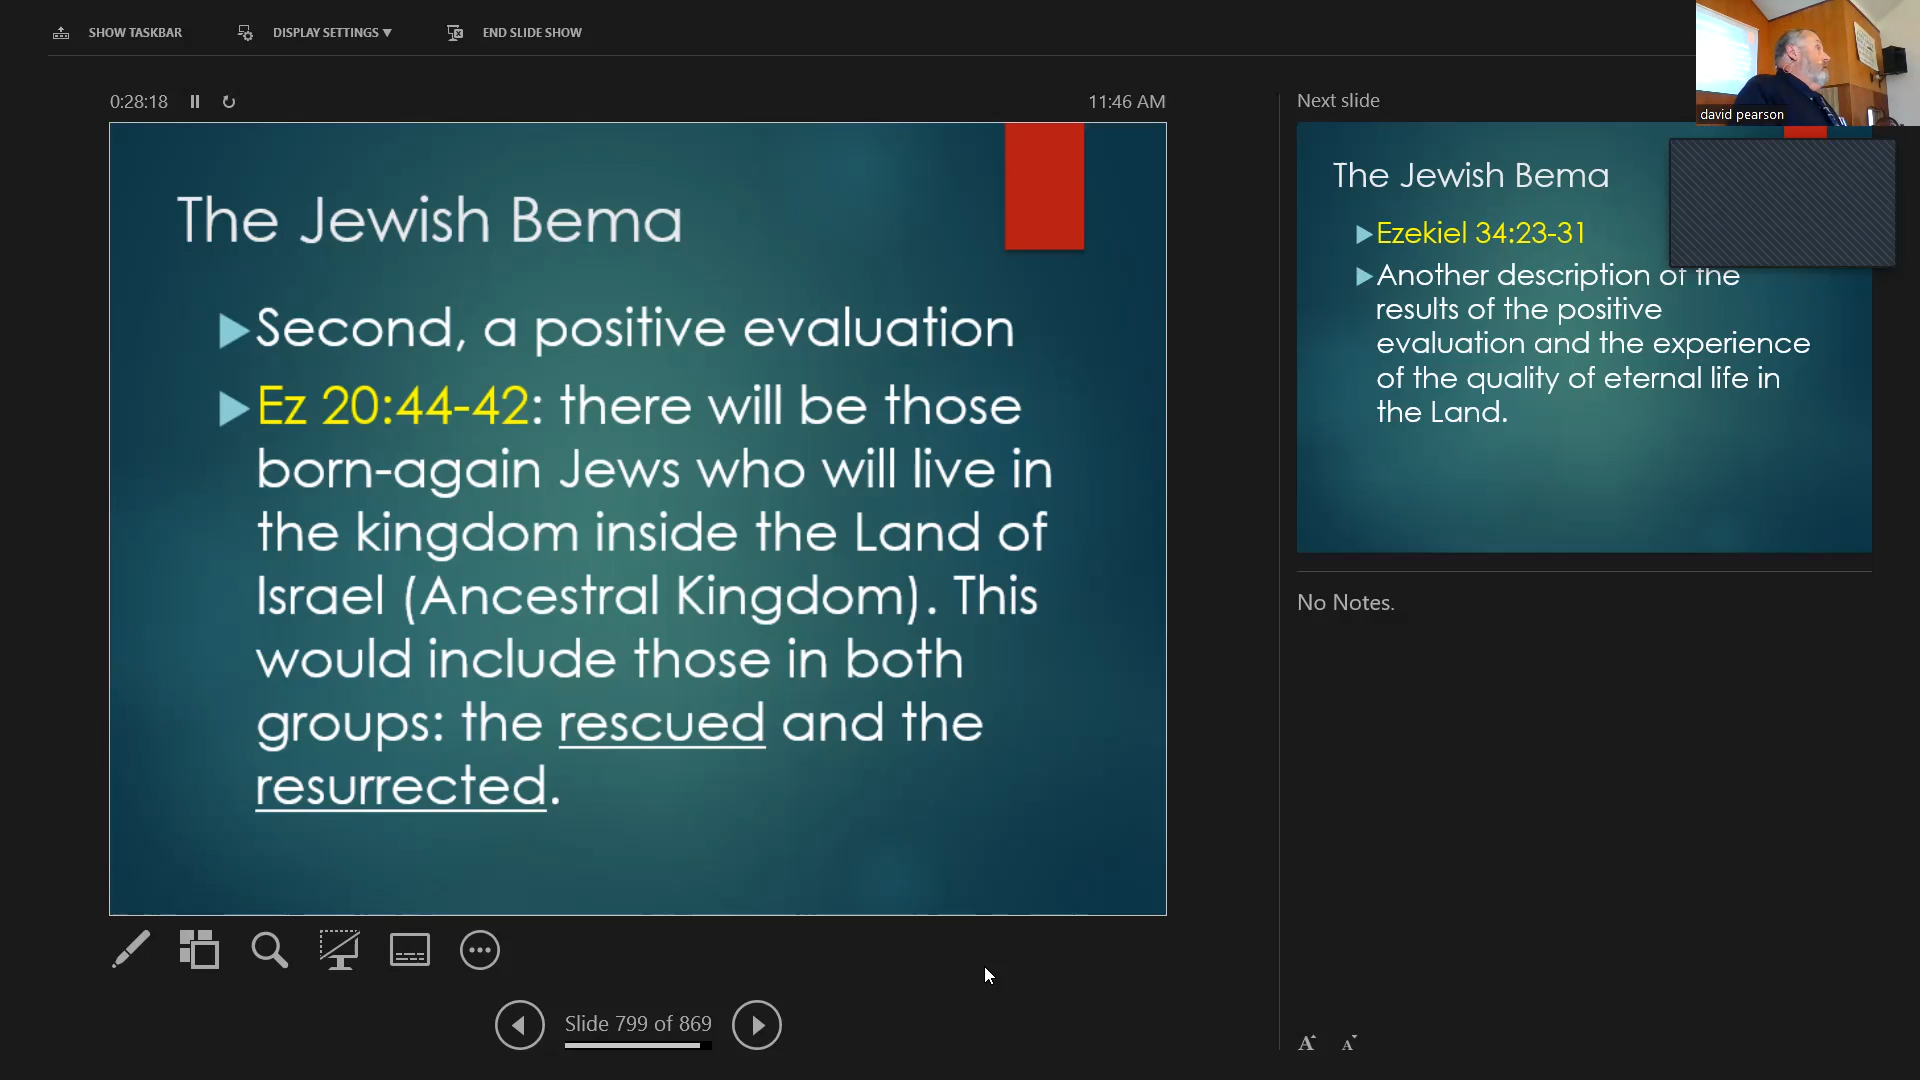 SHOW TASKBAR
DISPLAY SETTINGS ▼
END SLIDE SHOW
david pearson
0:28:18
11:46 AM
The Jewish Bema
Second, a positive evaluation
Ez 20:44-42: there will be those
born-again Jews who will live in
the kingdom inside the Land of
Israel (Ancestral Kingdom). This
would include those in both
groups: the rescued and the
resurrected.
Slide 799 of 869
Next slide
The Jewish Bema
Ezekiel 34:23-31
Another description of the
results of the positive
evaluation and the experience
of the quality of eternal life in
the Land.
No Notes.
A A